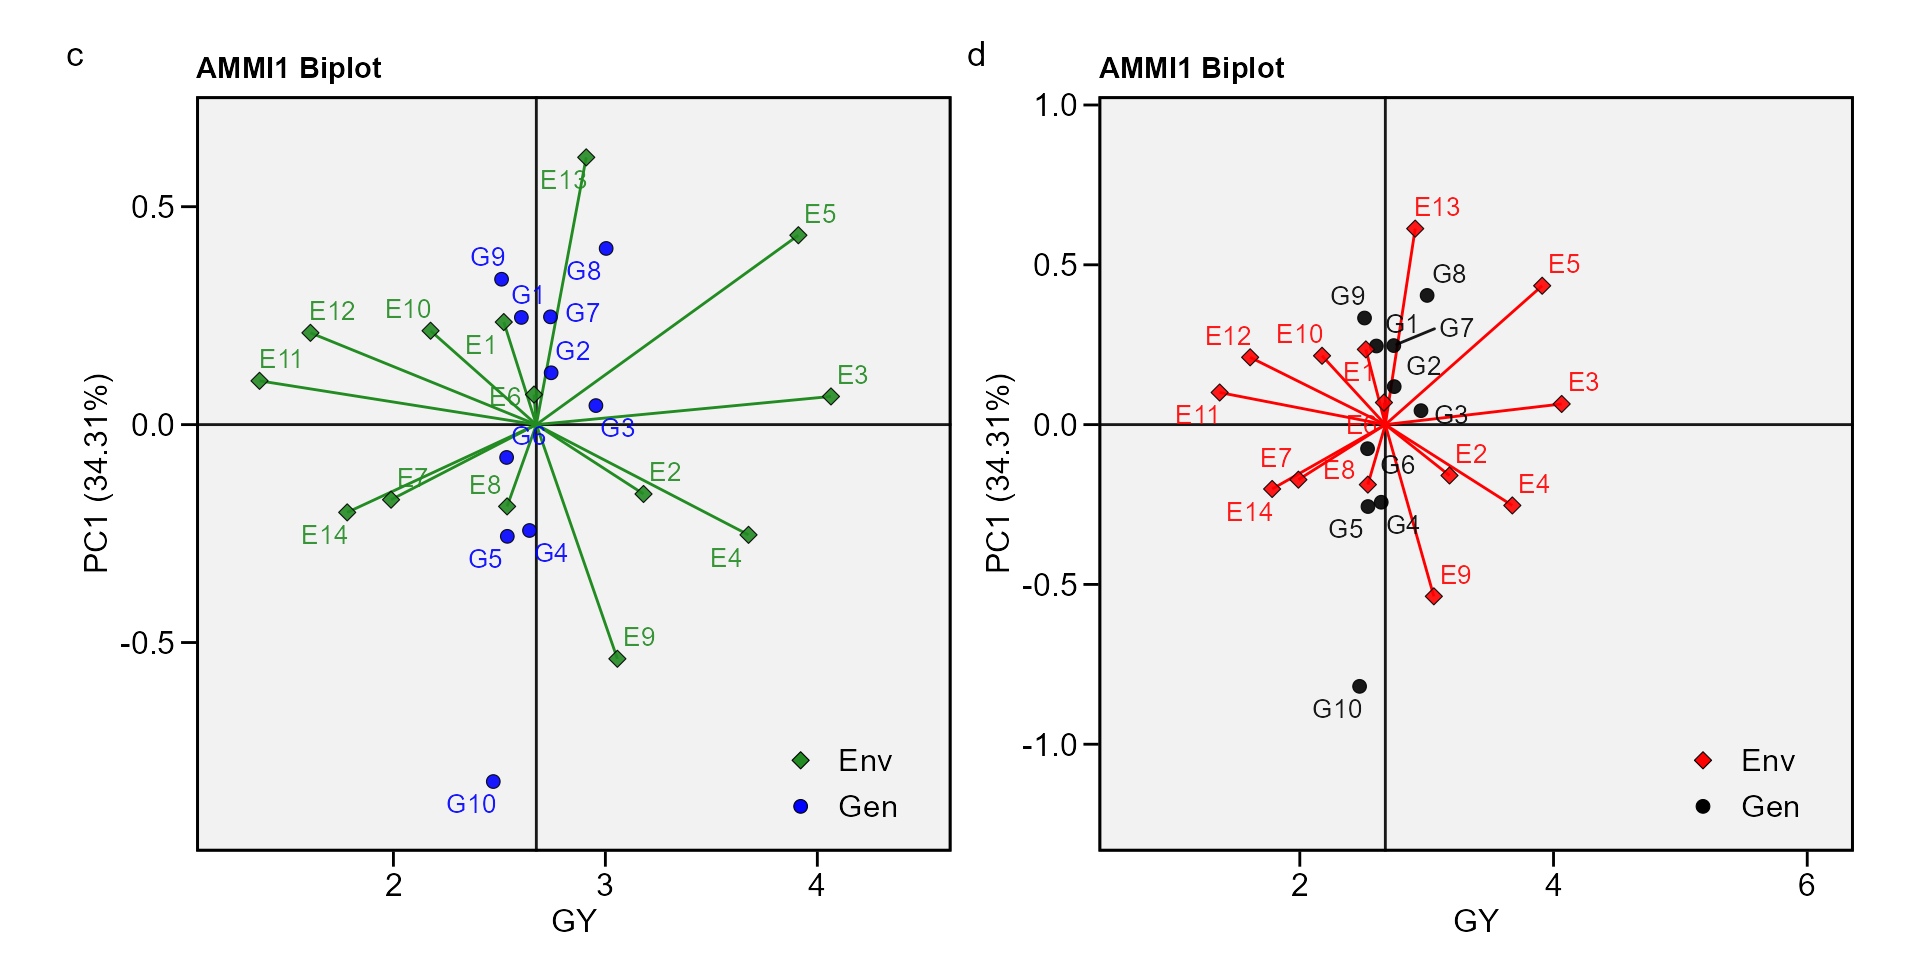 c
AMMI1 Biplot
PC1 (34.31%)
0.5
0.0
-0.5
E13
E5
G9
G8
G1
G7
E12
E10
E1
G2
E11
E6
E3
G6
G3
E7
E8
E2
E14
G5
G4
E4
E9
G10
Env
Gen
2
3
4
GY
d
AMMI1 Biplot
PC1 (34.31%)
1.0
0.5
0.0
-0.5
-1.0
E13
E5
G8
G9
G1
G7
E12
E10
E1
G2
E3
E11
G3
E6
E7
E8
G6
E2
E4
E14
G5
G4
E9
G10
Env
Gen
2
4
6
GY